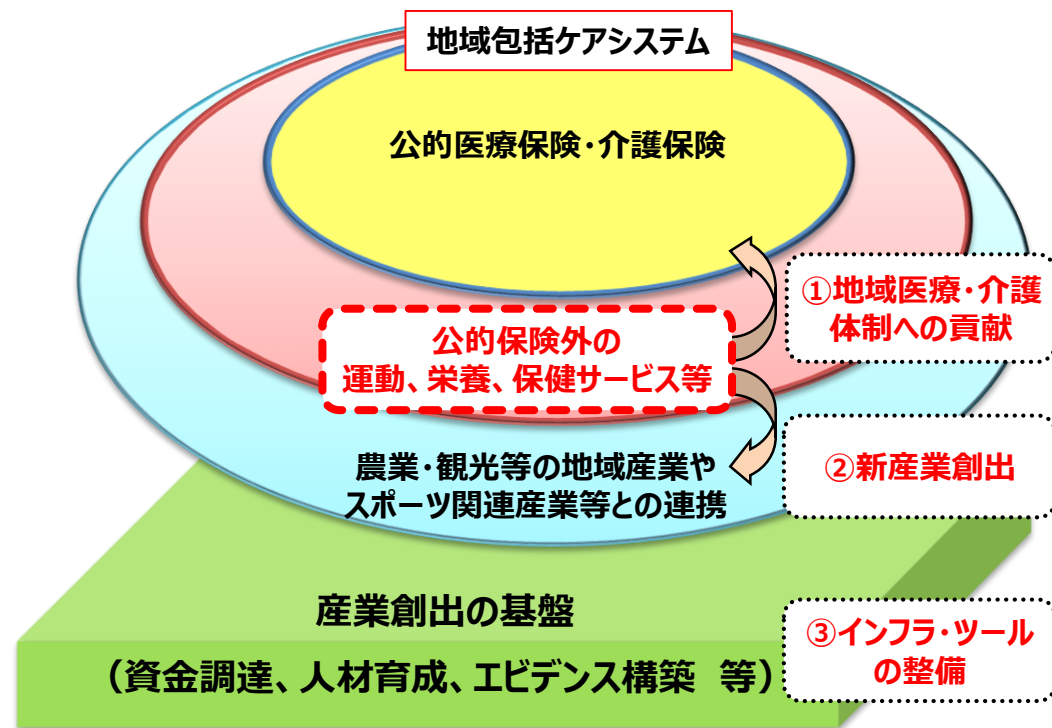 地域包括ケアシステム
公的医療保険・介護保険
①地域医療・介護
体制への貢献
公的保険外の
運動、栄養、保健サービス等
農業・観光等の地域産業や
スポーツ関連産業等との連携
②新産業創出
産業創出の基盤
（資金調達、人材育成、エビデンス構築 等）
③インフラ・ツール
の整備